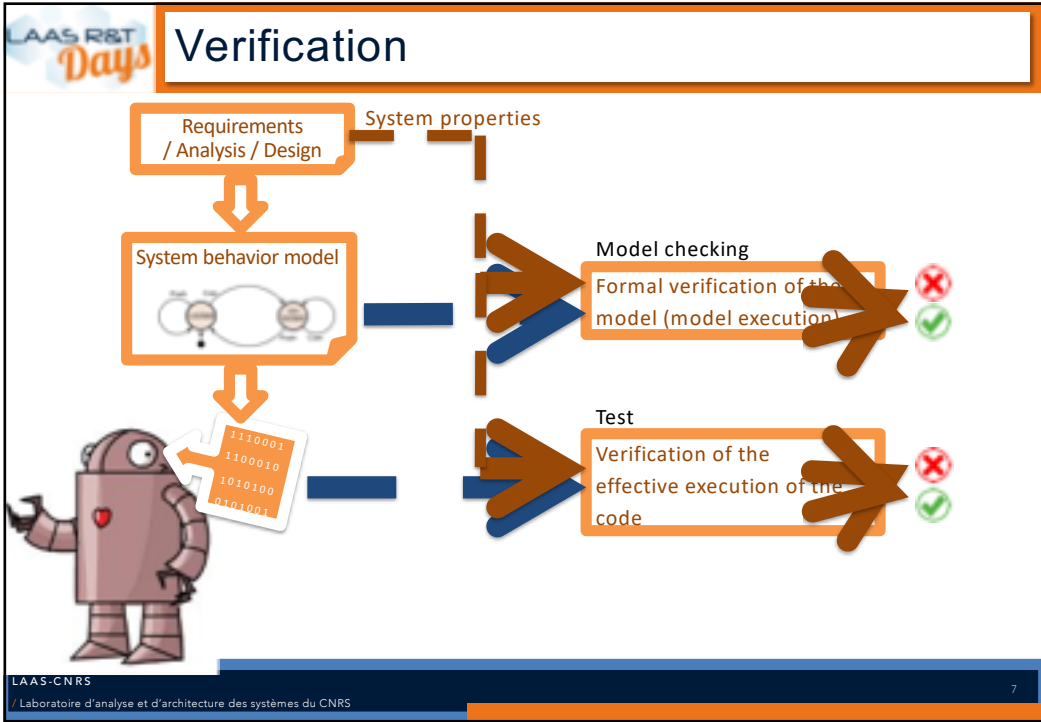 LAAS R&T
Days
Verification
Requirements
/ Analysis / Design
System properties
System behavior model
Model checking
Formal verification of the
model (model execution)
1110001
1100010
1010100
0101001
Test
Verification of the
effective execution of the
code
LAAS-CNRS
/ Laboratoire d'analyse et d'architecture des systèmes du CNRS
7